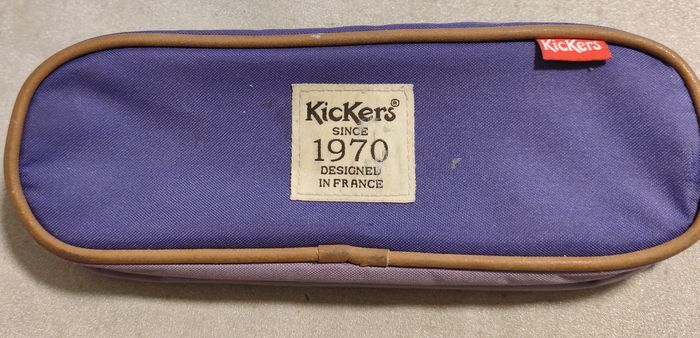 KicKers
KicKers®
SINCE
1970
DESIGNED
IN FRANCE